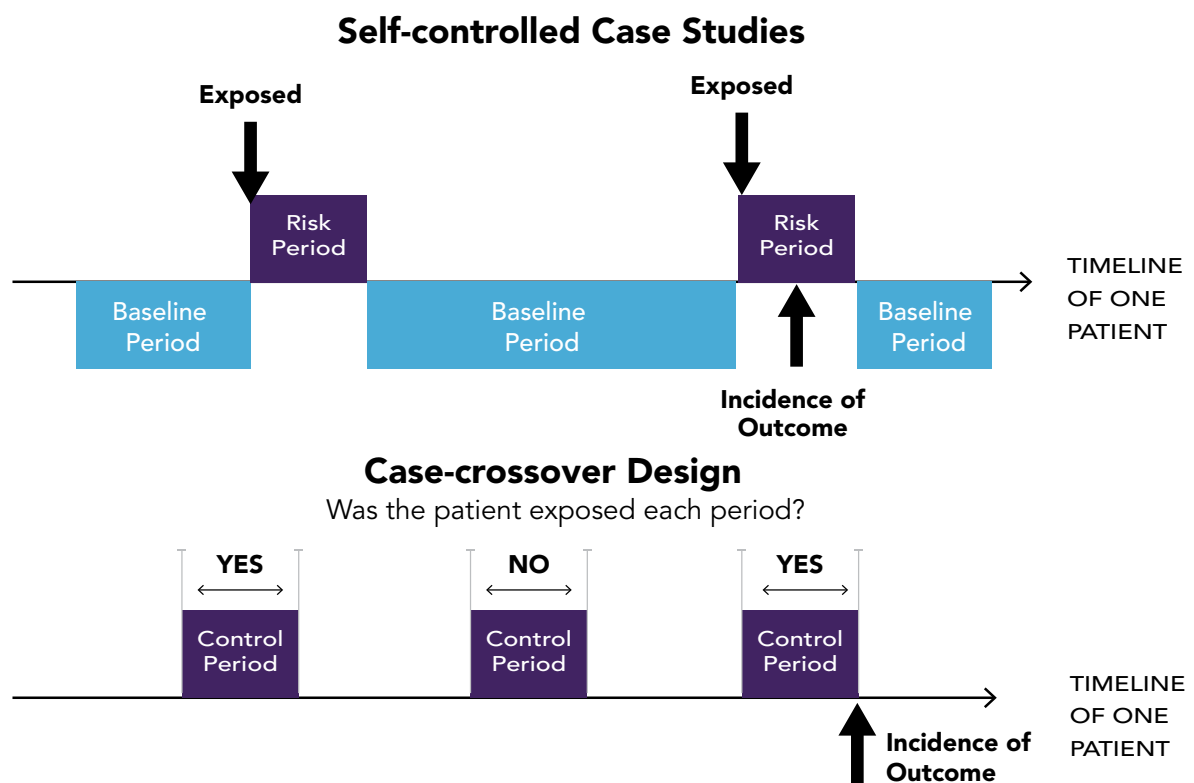 Self-controlled Case Studies
Exposed
Exposed
Risk
Period
Risk
Period
Baseline
Period
Baseline
Period
Baseline
Period
TIMELINE
OF ONE
PATIENT
Incidence of
Outcome
Case-crossover Design
Was the patient exposed each period?
YES
NO
YES
Control
Period
Control
Period
Control
Period
TIMELINE
OF ONE
PATIENT
Incidence of
Outcome